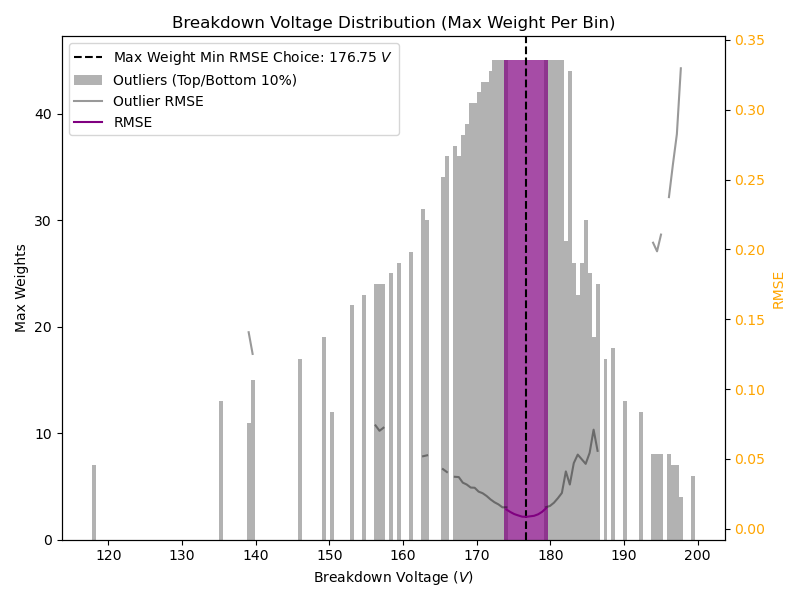 Breakdown Voltage Distribution (Max Weight Per Bin)
Max Weight Min RMSE Choice: 176.75 V
Outliers (Top/Bottom 10%)
Outlier RMSE
RMSE
Max Weights
0
10
20
30
40
RMSE
0.35
0.30
0.25
0.20
0.15
0.10
0.05
0.00
120 130 140 150 160 170 180 190 200
Breakdown Voltage (V)